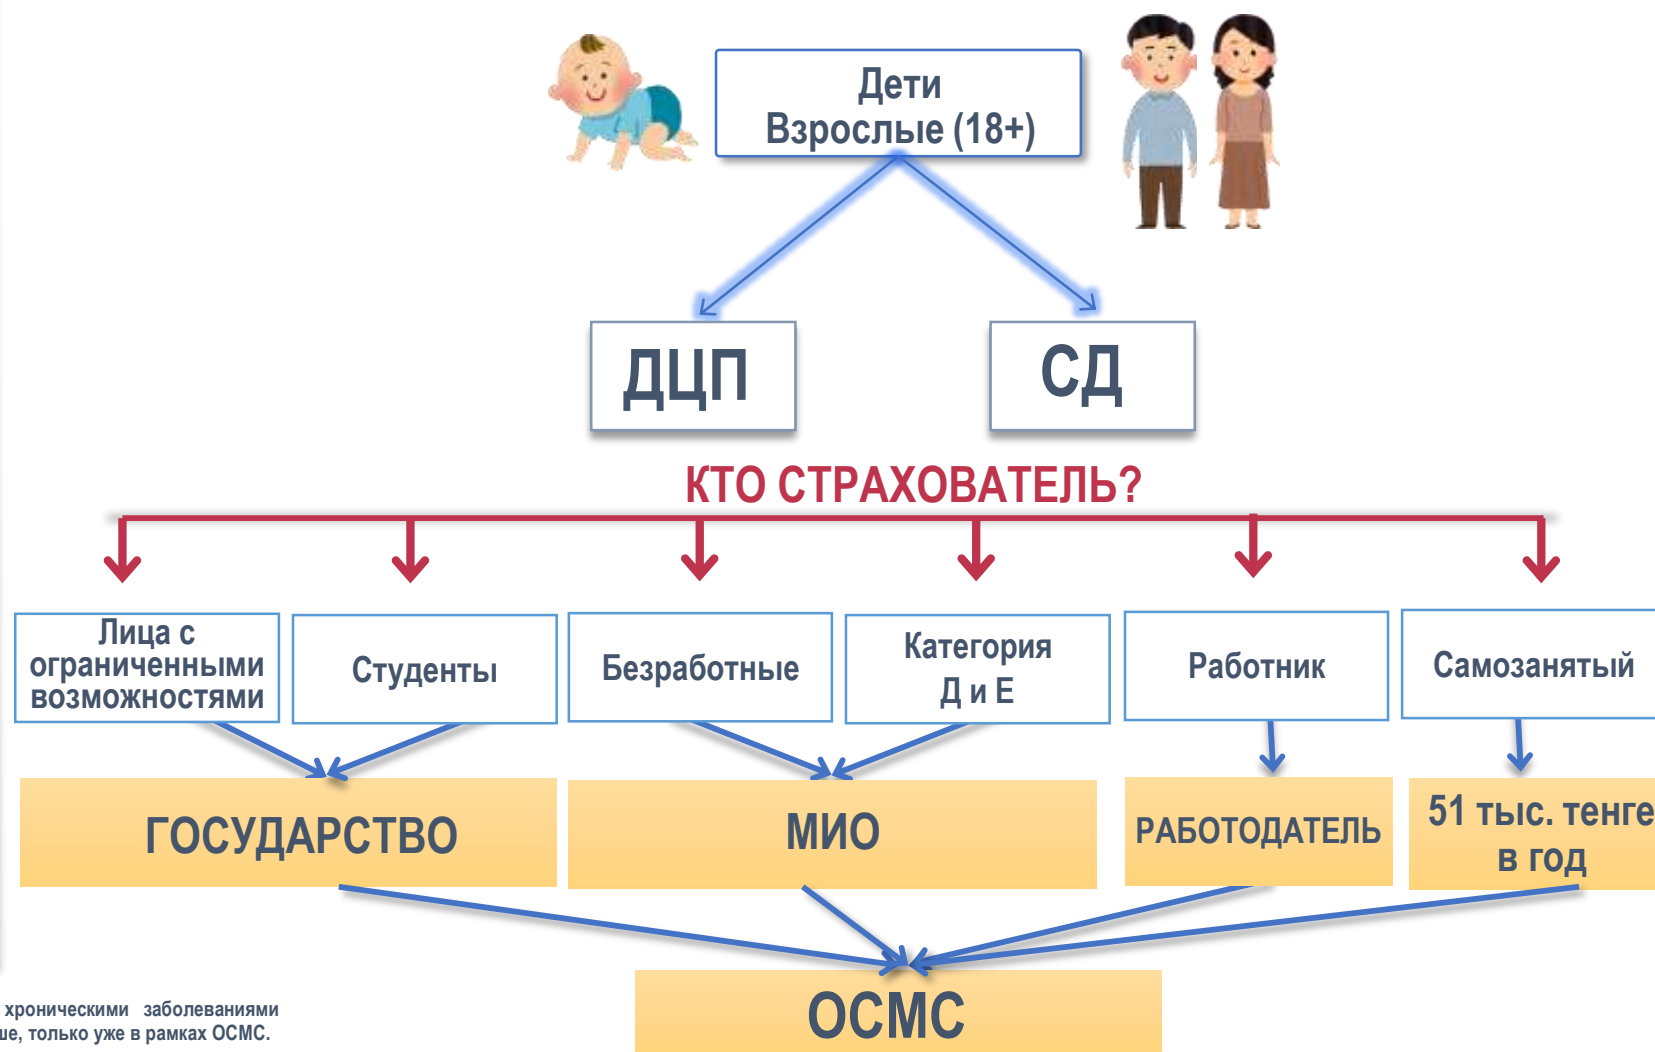 Дети
Взрослые (18+)
ДЦП
СД
КТО СТРАХОВАТЕЛЬ?
Лица с
ограниченными
возможностями
Студенты
Безработные
Категория
Д и Е
Работник
Самозанятый
ГОСУДАРСТВО
МИО
РАБОТОДАТЕЛЬ
51 тыс. тенге
в год
ОСМС
хроническими заболеваниями
только уже в рамках ОСМС.